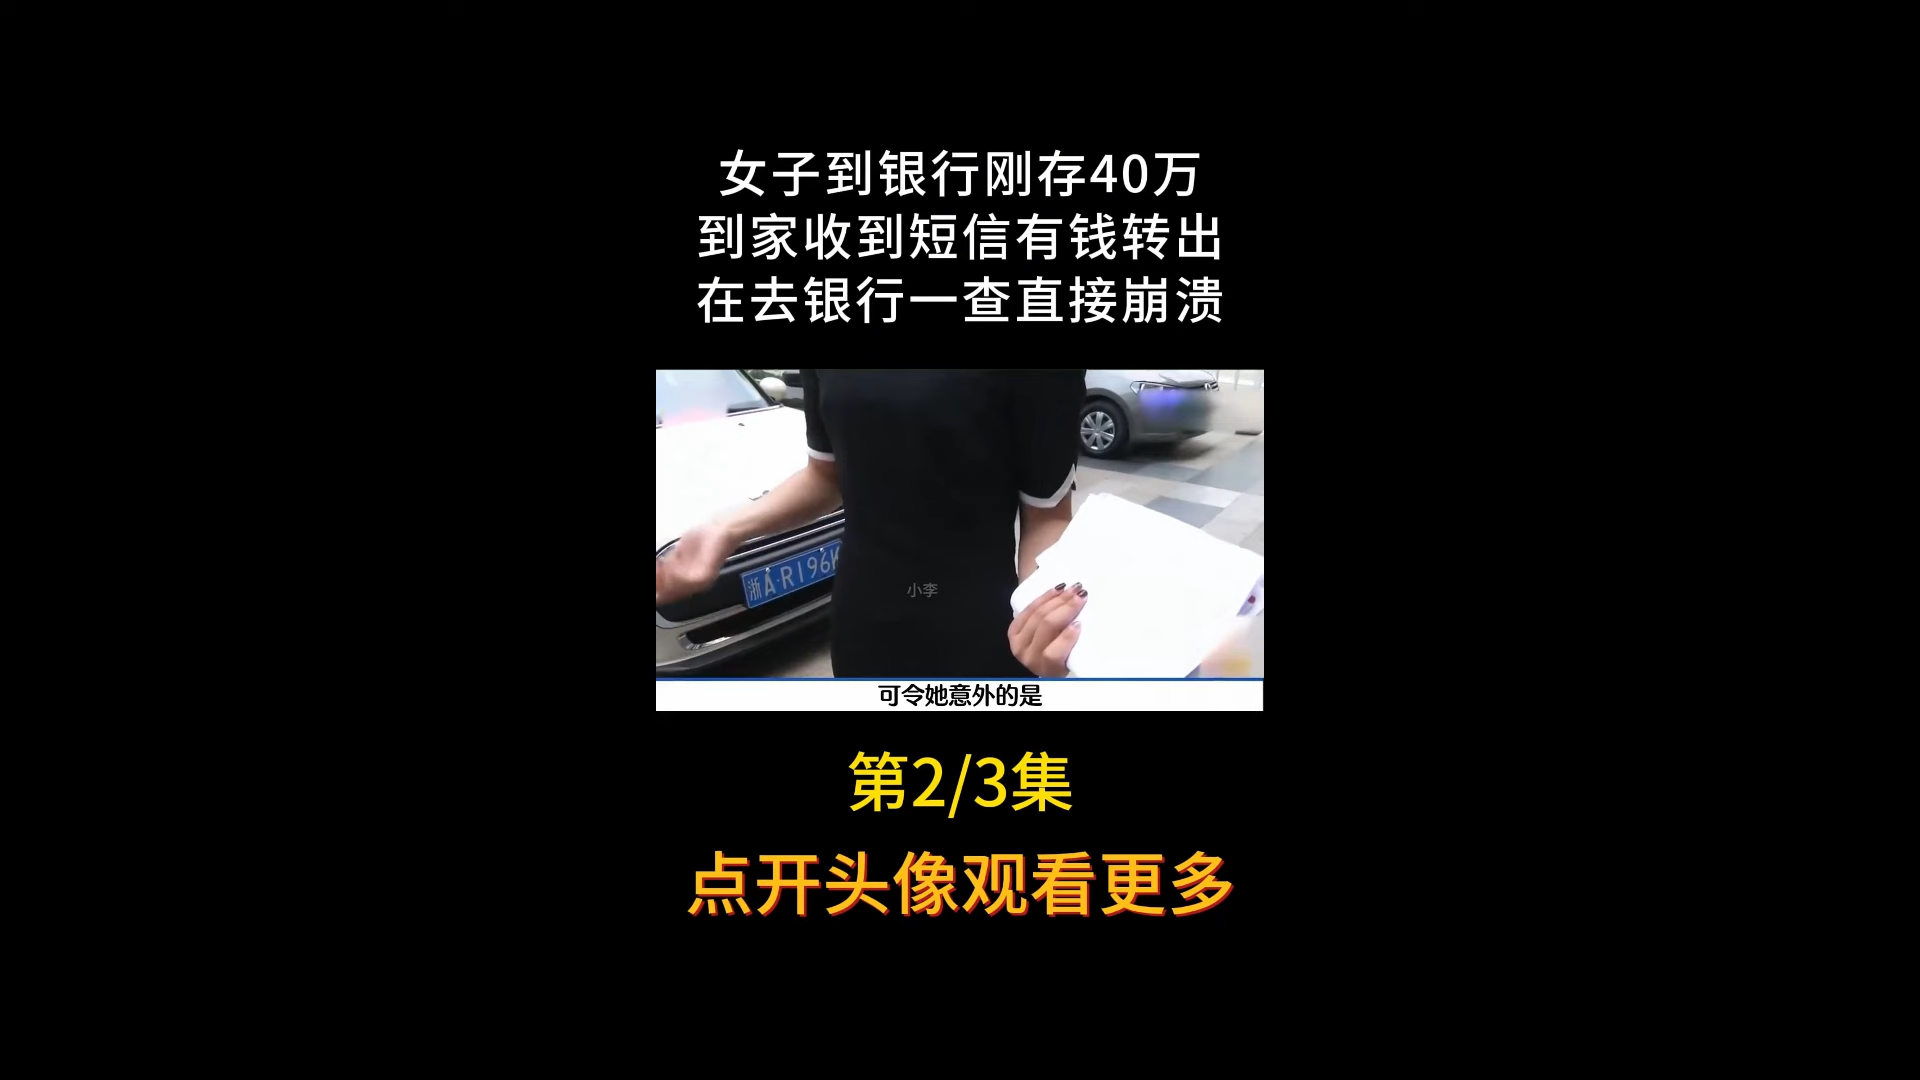 女子到银行刚存40万
到家收到短信有钱转出
在去银行一查直接崩溃
浙A·R196
小李
可令她意外的是
第2/3集
点开头像观看更多